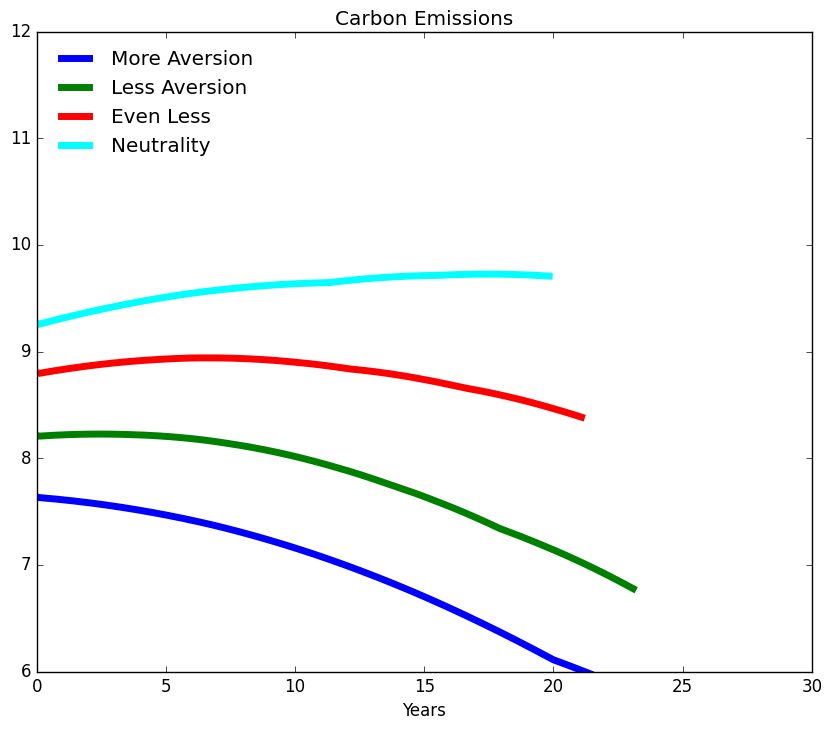 Carbon Emissions
12
11
10
9
8
7
6
More Aversion
Less Aversion
Even Less
Neutrality
0 5 10 15 20 25 30
Years